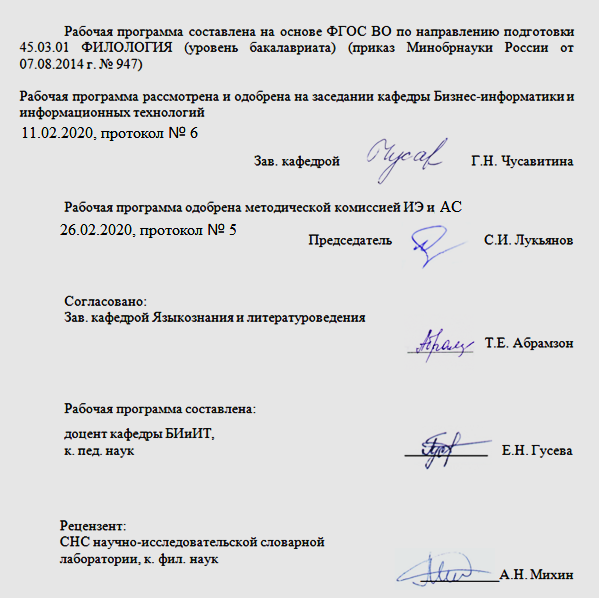 Рабочая программа составлена на основе ФГОС ВО по направлению подготовки
45.03.01 ФИЛОЛОГИЯ (уровень бакалавриата) (приказ Минобрнауки России от
07.08.2014 г. № 947)
Рабочая программа рассмотрена и одобрена на заседании кафедры Бизнес-информатики и
информационных технологий
11.02.2020, протокол № 6
Зав. кафедрой Чусав Г.Н. Чусавитина
Рабочая программа одобрена методической комиссией ИЭ и АС
26.02.2020, протокол № 5
Председатель С.И. Лукьянов
Согласовано:
Зав. кафедрой Языкознания и литературоведения
Т.Е. Абрамзон
Рабочая программа составлена:
доцент кафедры БИиИТ,
к. пед. наук Е.Н. Гусева
Рецензент:
СНС научно-исследовательской словарной
лаборатории, к. фил. наук
А.Н. Михин